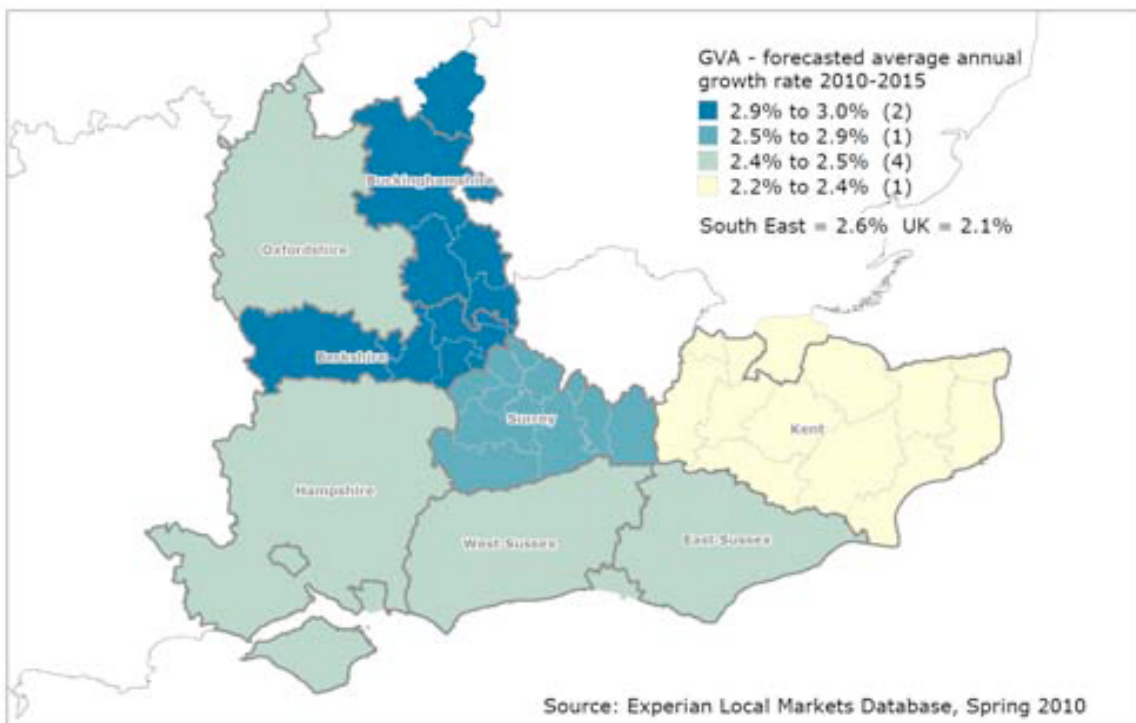 GVA - forecasted average annual
growth rate 2010-2015
2.9% to 3.0% (2)
2.5% to 2.9% (1)
2.4% to 2.5% (4)
2.2% to 2.4% (1)
South East = 2.6% UK = 2.1%
Buckinghamshire
Oxfordshire
Berkshire
Surrey
Kent
Hampshire
West Sussex
East Sussex
Source: Experian Local Markets Database, Spring 2010